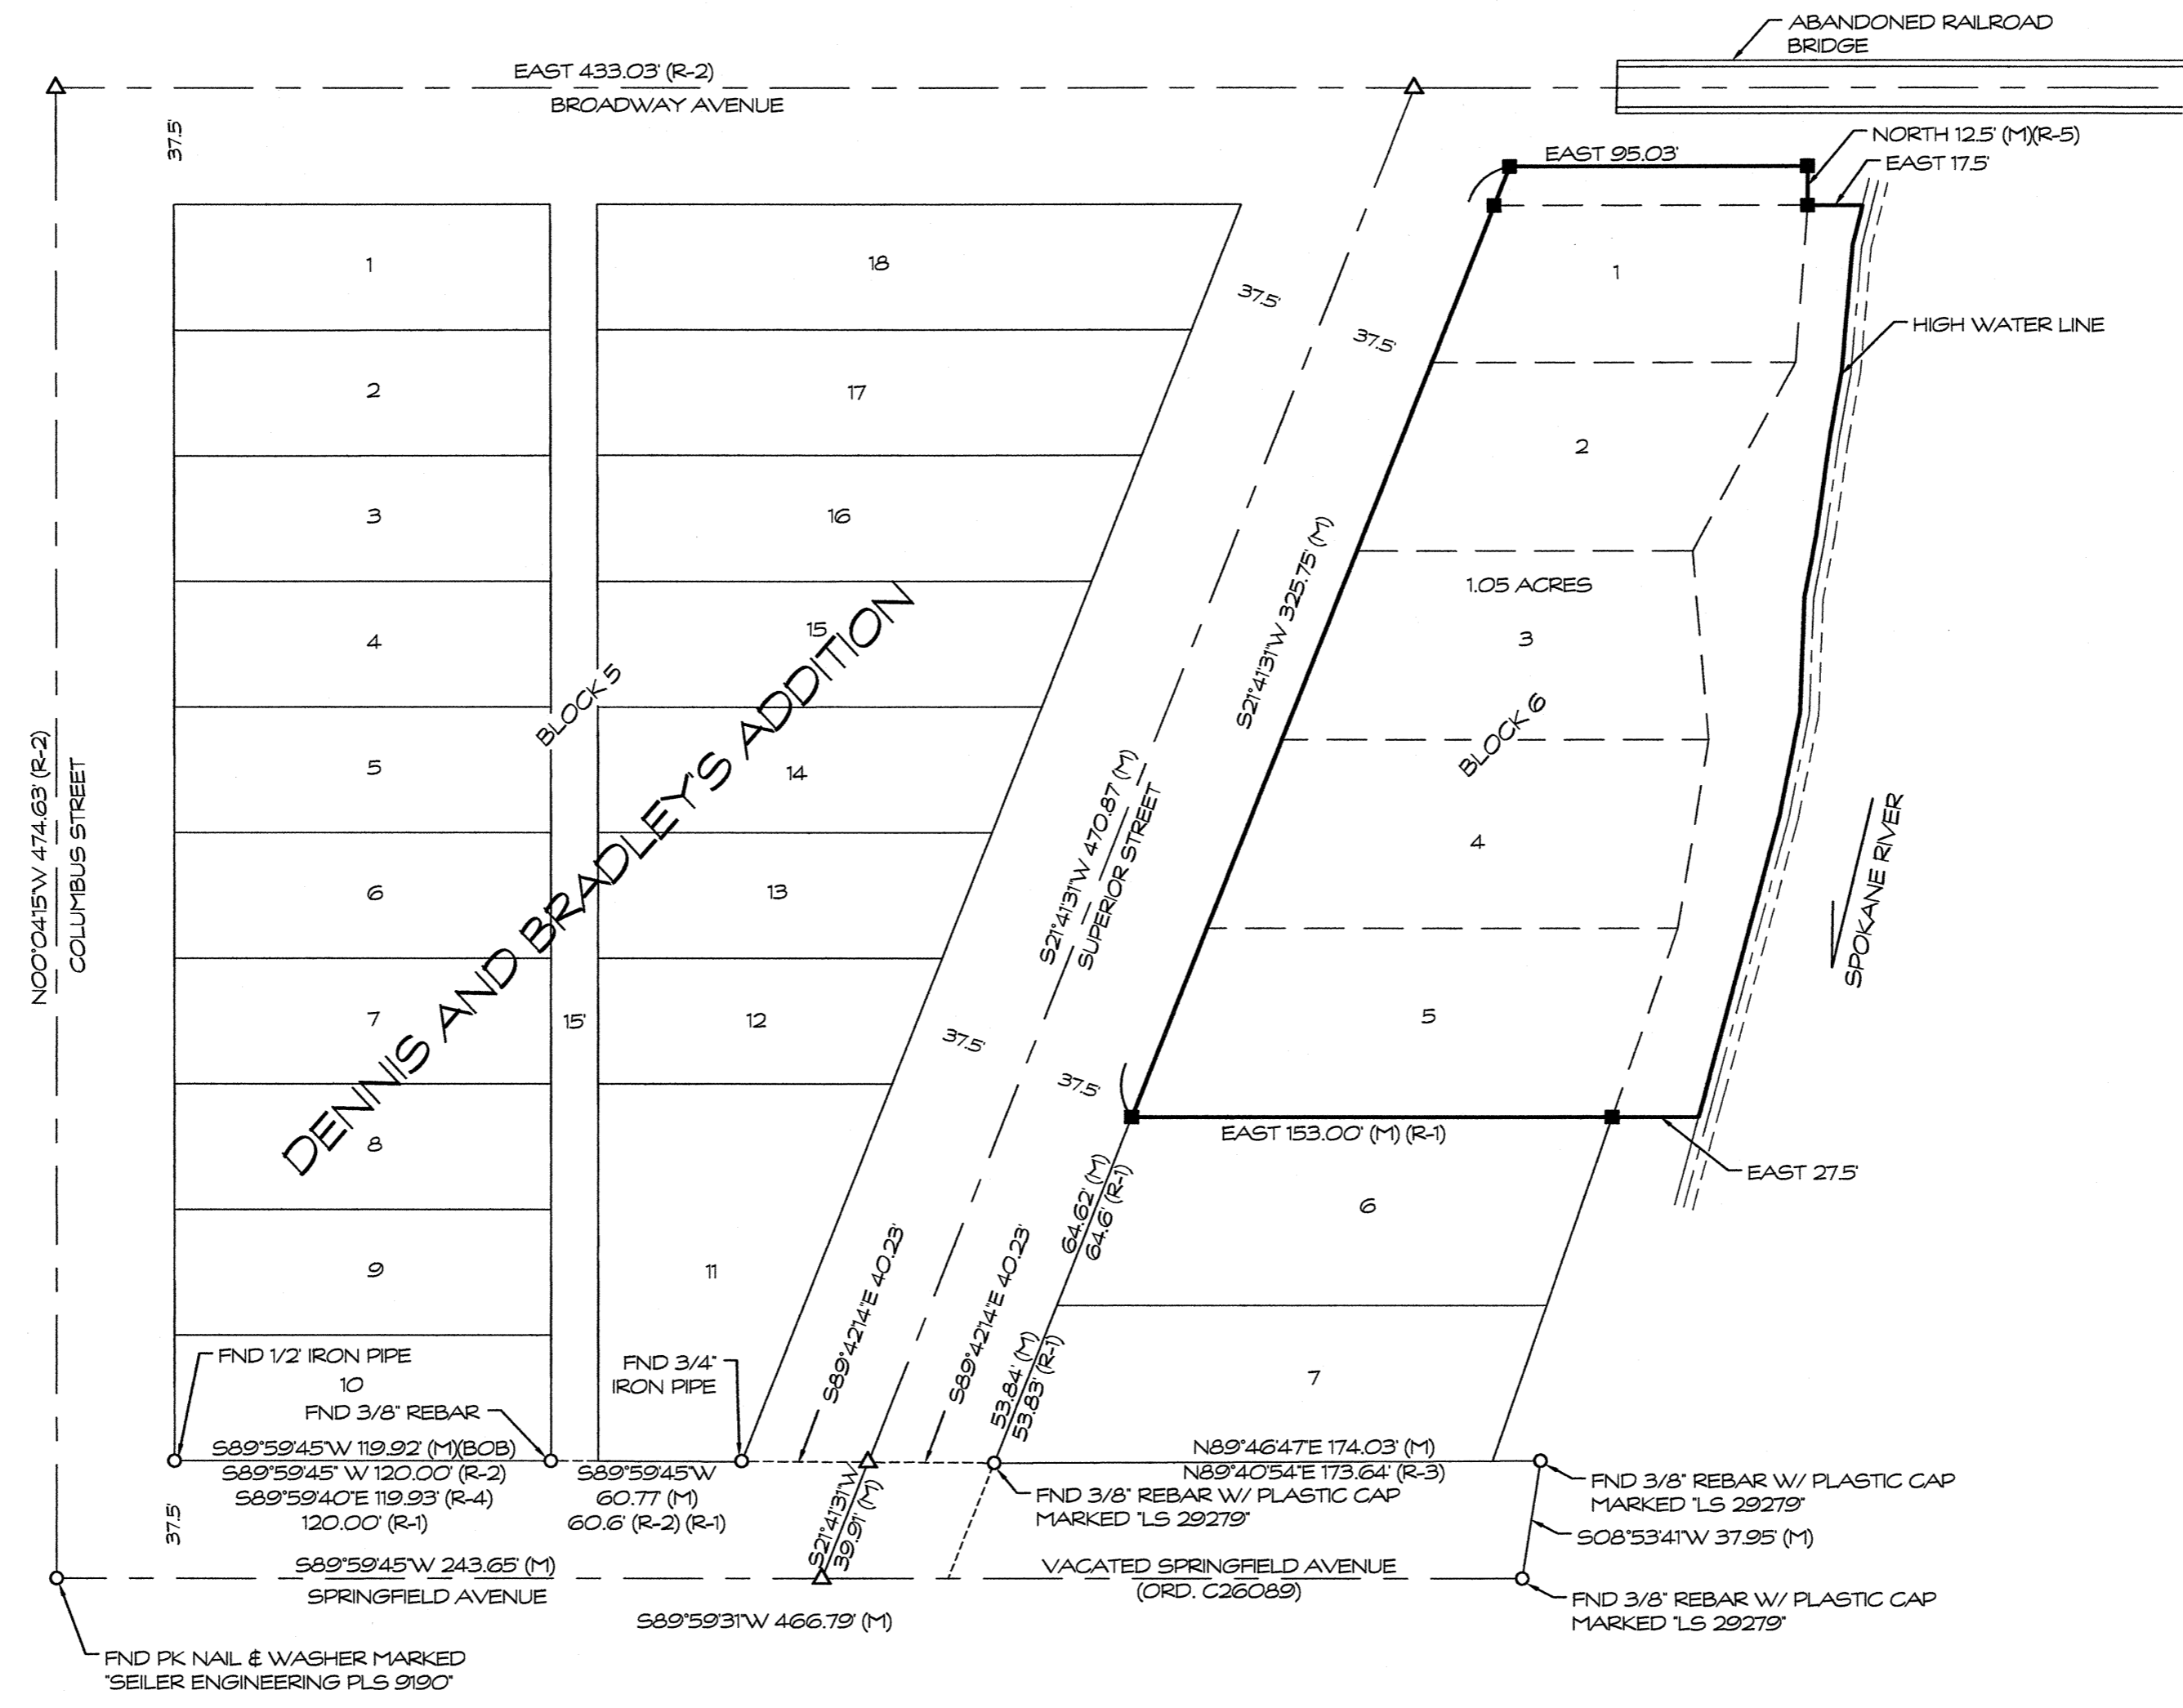 ABANDONED RAILROAD
BRIDGE
EAST 433.03' (R-2)
BROADWAY AVENUE
37.5'
NORTH 12.5' (M)(R-5)
EAST 95.03'
EAST 17.5'
1
18
37.5'
37.5'
1
HIGH WATER LINE
2
17
2
3
16
S21°41'31"W 325.75' (M)
1.05 ACRES
4
15
3
BLOCK 5
BLOCK 6
DENNIS AND BRADLEY'S ADDITION
N00°04'15"W 474.63' (R-2)
COLUMBUS STREET
5
14
S21°41'31"W 470.87' (M)
SUPERIOR STREET
4
SPOKANE RIVER
6
13
7
15'
12
37.5'
37.5'
5
8
EAST 153.00' (M) (R-1)
EAST 27.5'
64.62' (M)
64.6' (R-1)
6
9
11
S89°42'14"E 40.23'
S89°42'14"E 40.23'
53.84' (M)
53.83' (R-1)
7
FND 1/2' IRON PIPE
10
FND 3/4"
IRON PIPE
FND 3/8" REBAR
S89°59'45"W 119.92' (M)(BOB)
S89°59'45" W 120.00' (R-2)
S89°59'40"E 119.93' (R-4)
120.00' (R-1)
S89°59'45"W
60.77 (M)
60.6' (R-2) (R-1)
S21°41'31"W
39.91' (M)
N89°46'47"E 174.03' (M)
N89°40'54"E 173.64' (R-3)
FND 3/8" REBAR W/ PLASTIC CAP
MARKED "LS 29279"
FND 3/8" REBAR W/ PLASTIC CAP
MARKED "LS 29279"
S08°53'41"W 37.95' (M)
37.5'
S89°59'45"W 243.65' (M)
SPRINGFIELD AVENUE
VACATED SPRINGFIELD AVENUE
(ORD. C26089)
FND 3/8" REBAR W/ PLASTIC CAP
MARKED "LS 29279"
S89°59'31"W 466.79' (M)
FND PK NAIL & WASHER MARKED
"SEILER ENGINEERING PLS 9190"